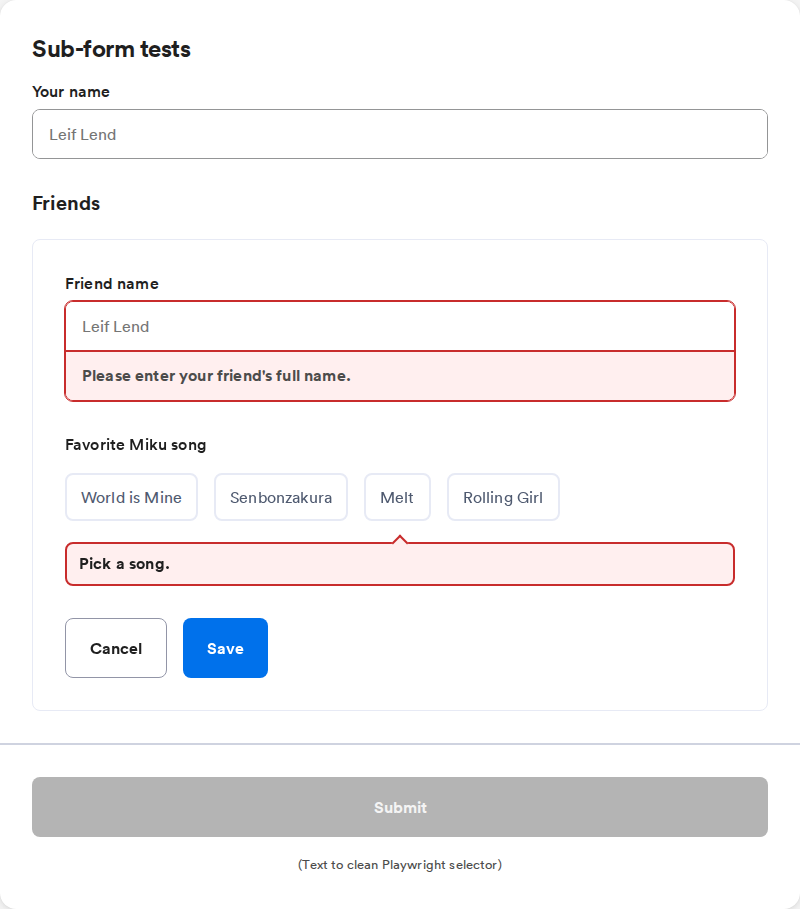 Sub-form tests
Your name
Leif Lend
Friends
Friend name
Leif Lend
Please enter your friend's full name.
Favorite Miku song
World is Mine
Senbonzakura
Melt
Rolling Girl
Pick a song.
Cancel
Save
Submit
(Text to clean Playwright selector)